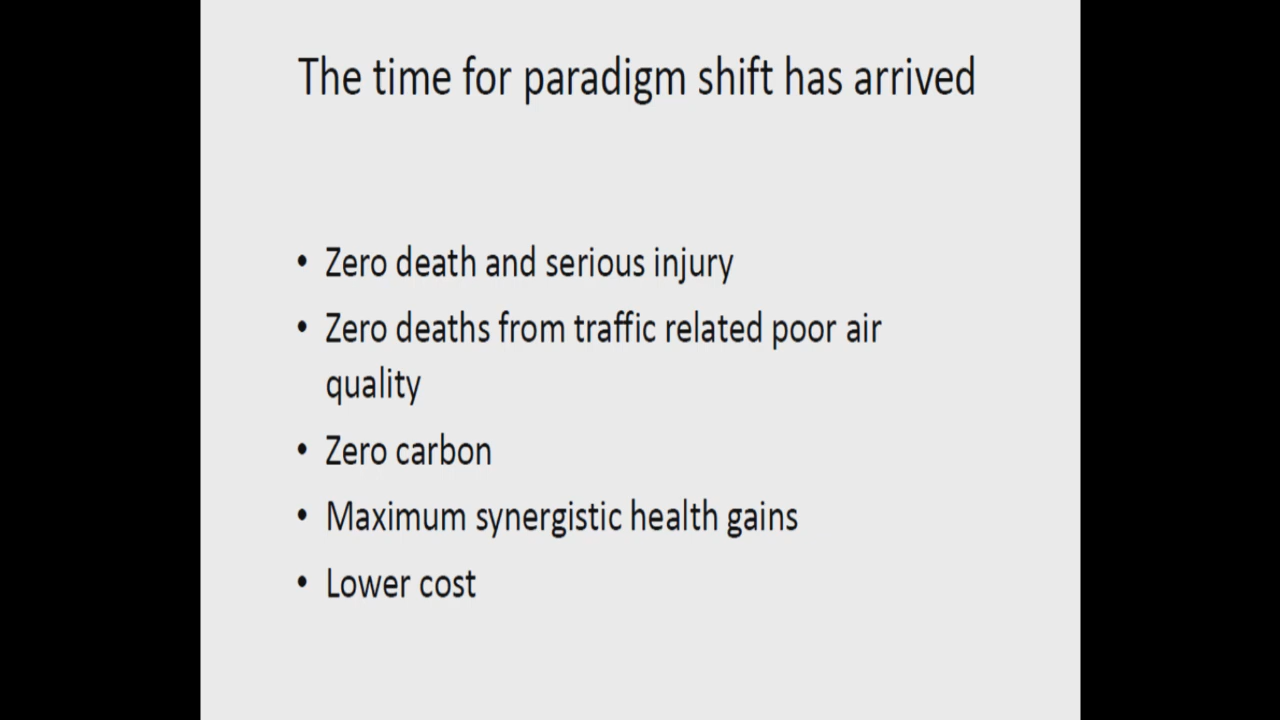 The time for paradigm shift has arrived
• Zero death and serious injury
• Zero deaths from traffic related poor air
quality
• Zero carbon
• Maximum synergistic health gains
• Lower cost